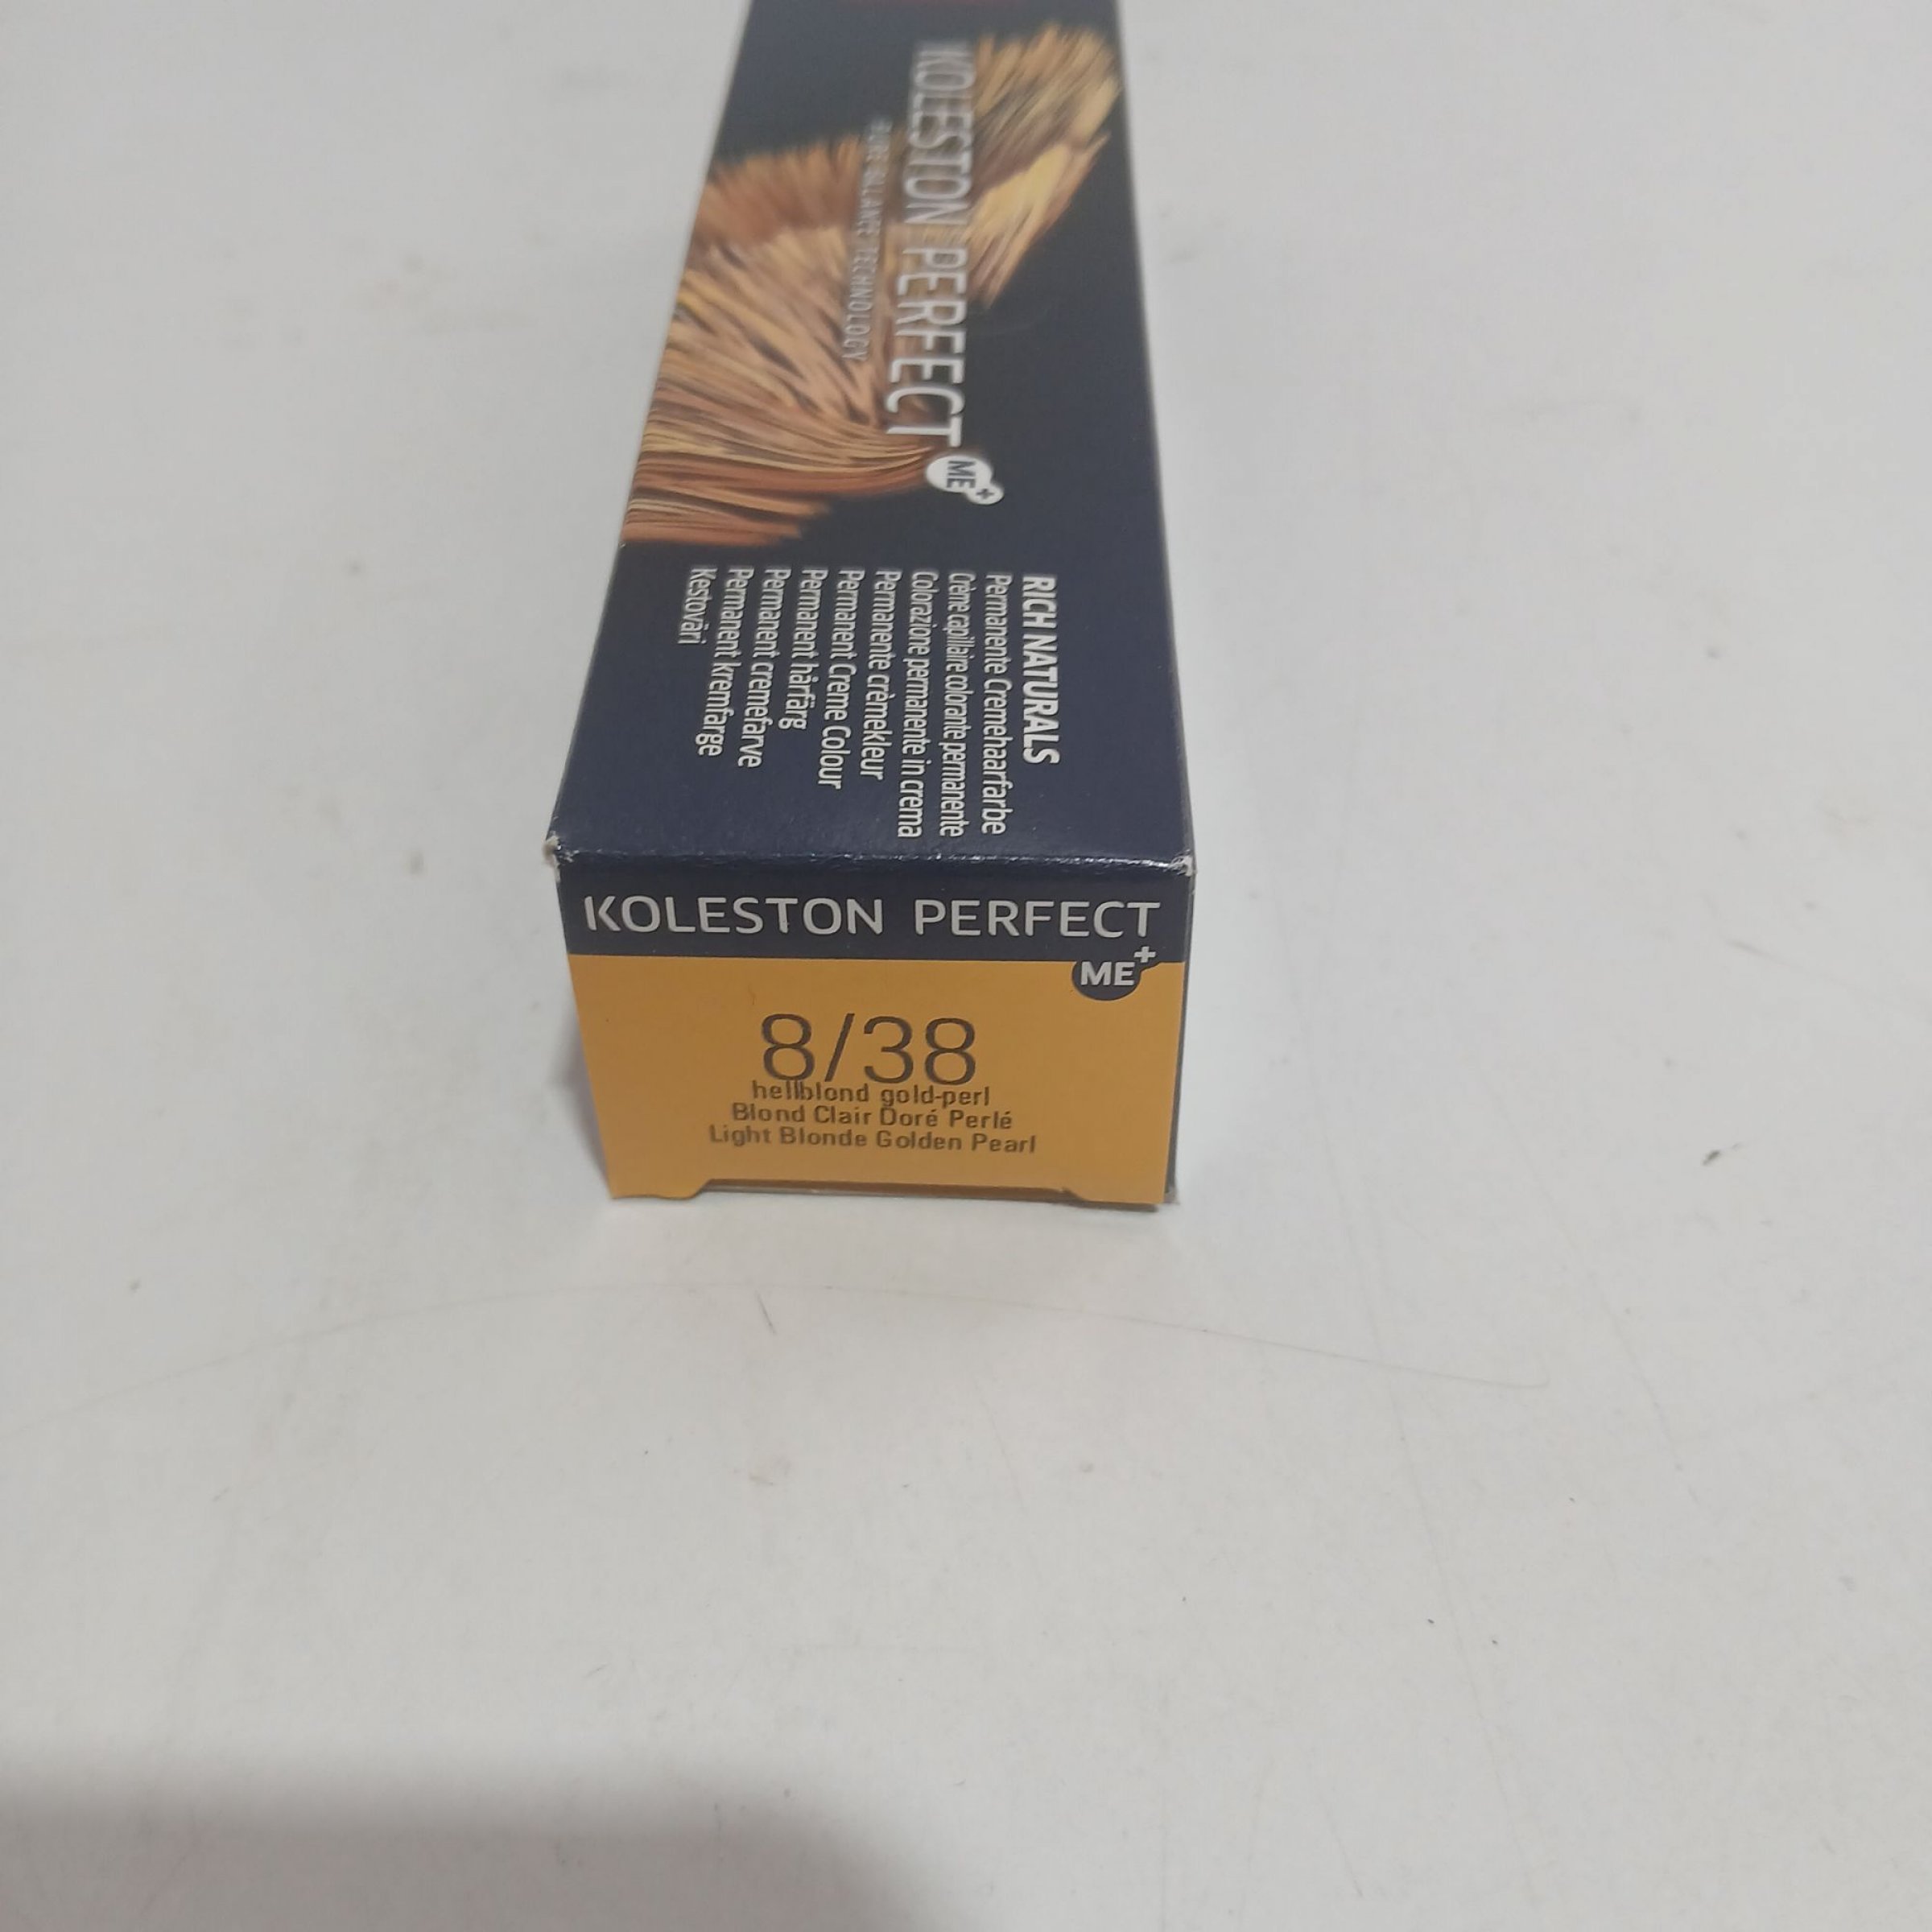 KOLESTON PERFECT
ME+
PURE BALANCE TECHNOLOGY
RICH NATURALS
Permanente Cremehaarfarbe
Crème capillaire colorante permanente
Colorazione permanente in crema
Permanente crèmekleur
Permanent Creme Colour
Permanent hårfärg
Permanent cremefarve
Permanent kremfarge
Kestoväri
KOLESTON PERFECT
ME+
8/38
hellblond gold-perl
Blond Clair Doré Perlé
Light Blonde Golden Pearl